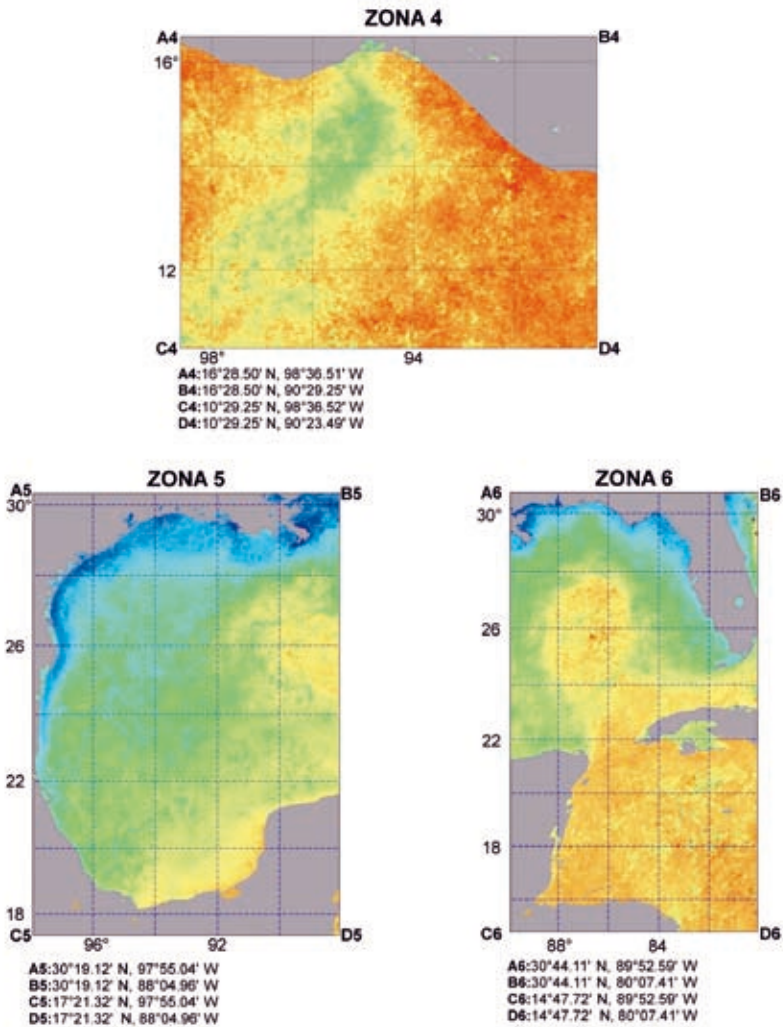 ZONA 4
A4 B4
16°
12
C4 D4
98° 94
A4:16°28.50' N, 98°36.51' W
B4:16°28.50' N, 90°29.25' W
C4:10°29.25' N, 98°36.52' W
D4:10°29.25' N, 90°23.49' W
ZONA 5
A5 B5
30°
26
22
18
C5 D5
96° 92
A5:30°19.12' N, 97°55.04' W
B5:30°19.12' N, 88°04.96' W
C5:17°21.32' N, 97°55.04' W
D5:17°21.32' N, 88°04.96' W
ZONA 6
A6 B6
30°
26
22
18
C6 D6
88° 84
A6:30°44.11' N, 89°52.59' W
B6:30°44.11' N, 80°07.41' W
C6:14°47.72' N, 89°52.59' W
D6:14°47.72' N, 80°07.41' W